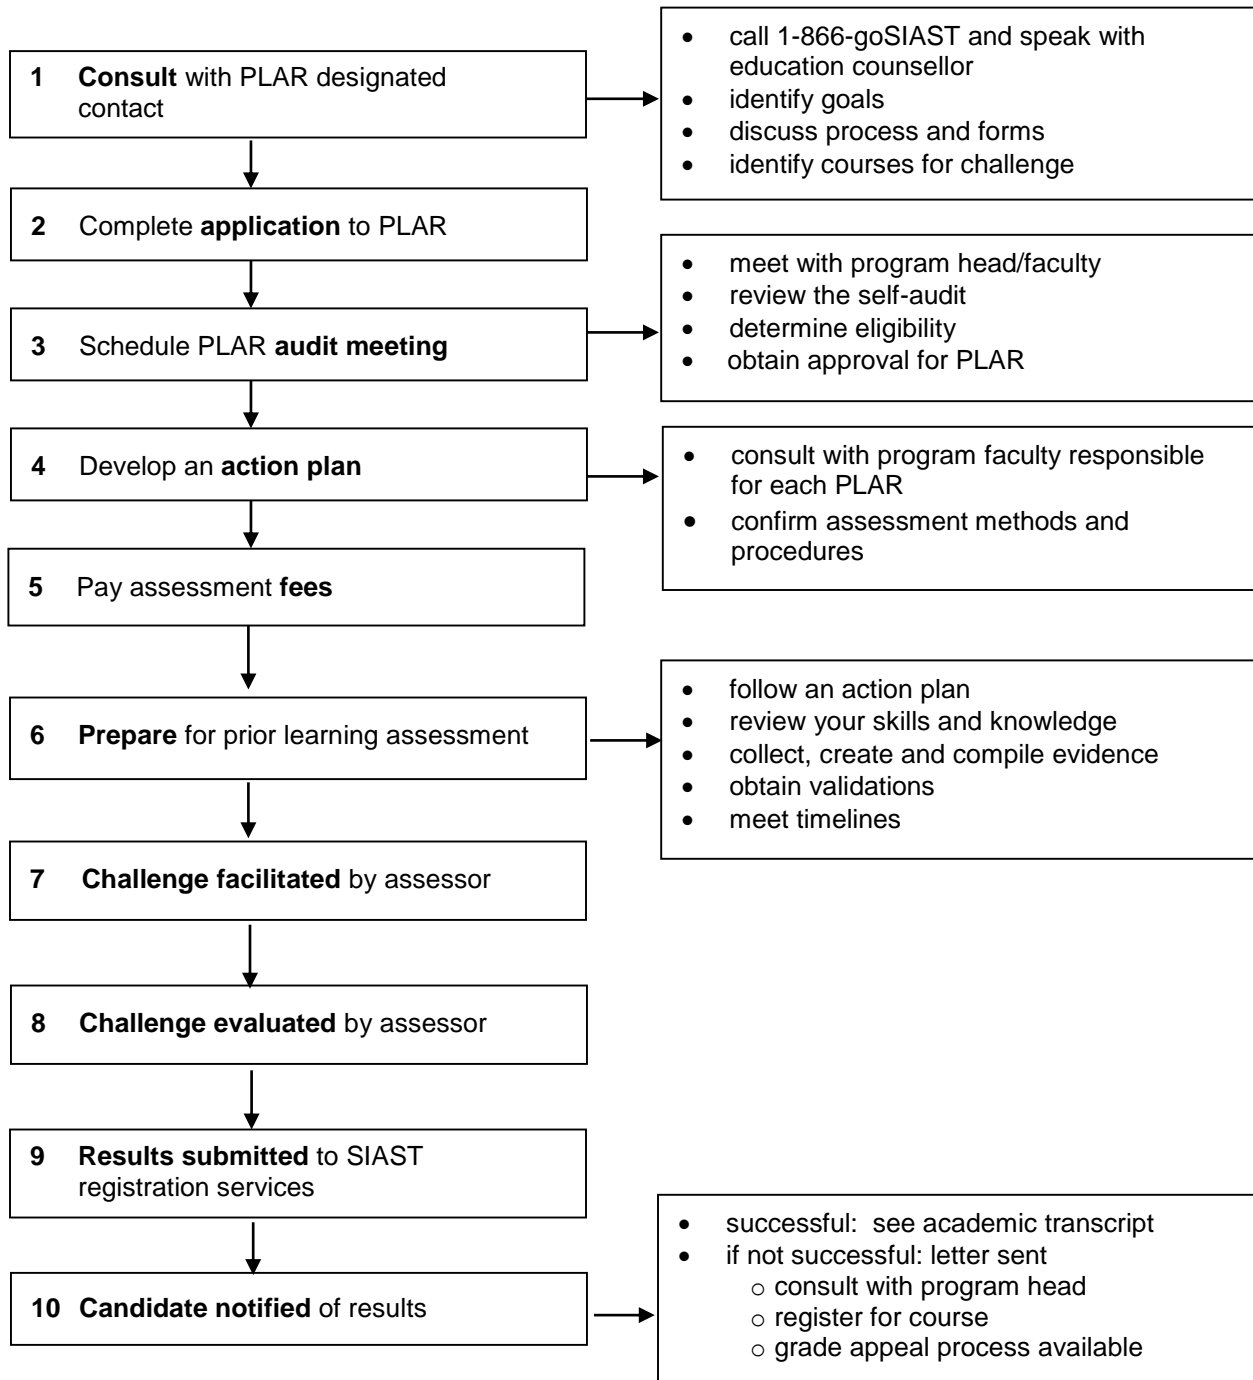 1 Consult with PLAR designated
contact
• call 1-866-goSIAST and speak with
education counsellor
• identify goals
• discuss process and forms
• identify courses for challenge
2 Complete application to PLAR
3 Schedule PLAR audit meeting
• meet with program head/faculty
• review the self-audit
• determine eligibility
• obtain approval for PLAR
4 Develop an action plan
• consult with program faculty responsible
for each PLAR
• confirm assessment methods and
procedures
5 Pay assessment fees
6 Prepare for prior learning assessment
• follow an action plan
• review your skills and knowledge
• collect, create and compile evidence
• obtain validations
• meet timelines
7 Challenge facilitated by assessor
8 Challenge evaluated by assessor
9 Results submitted to SIAST
registration services
10 Candidate notified of results
• successful: see academic transcript
• if not successful: letter sent
○ consult with program head
○ register for course
○ grade appeal process available